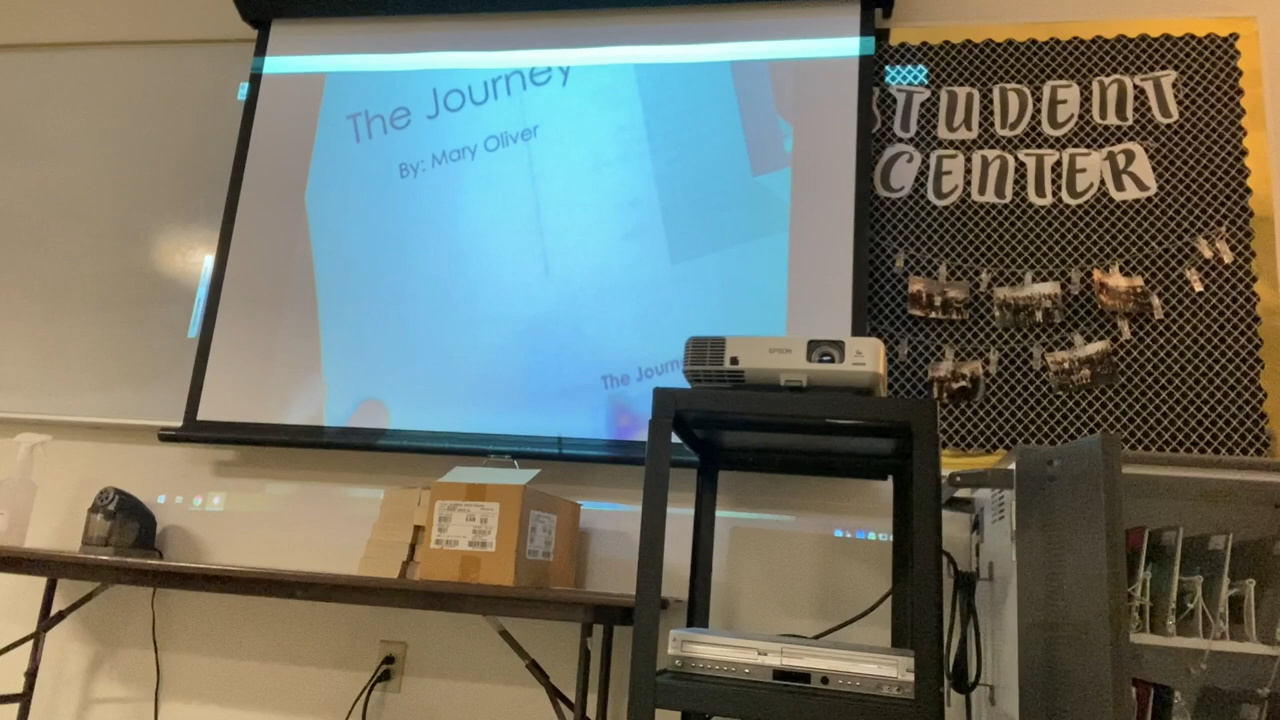 The Journey
By: Mary Oliver
The Journ
STUDENT
CENTER
EPSON